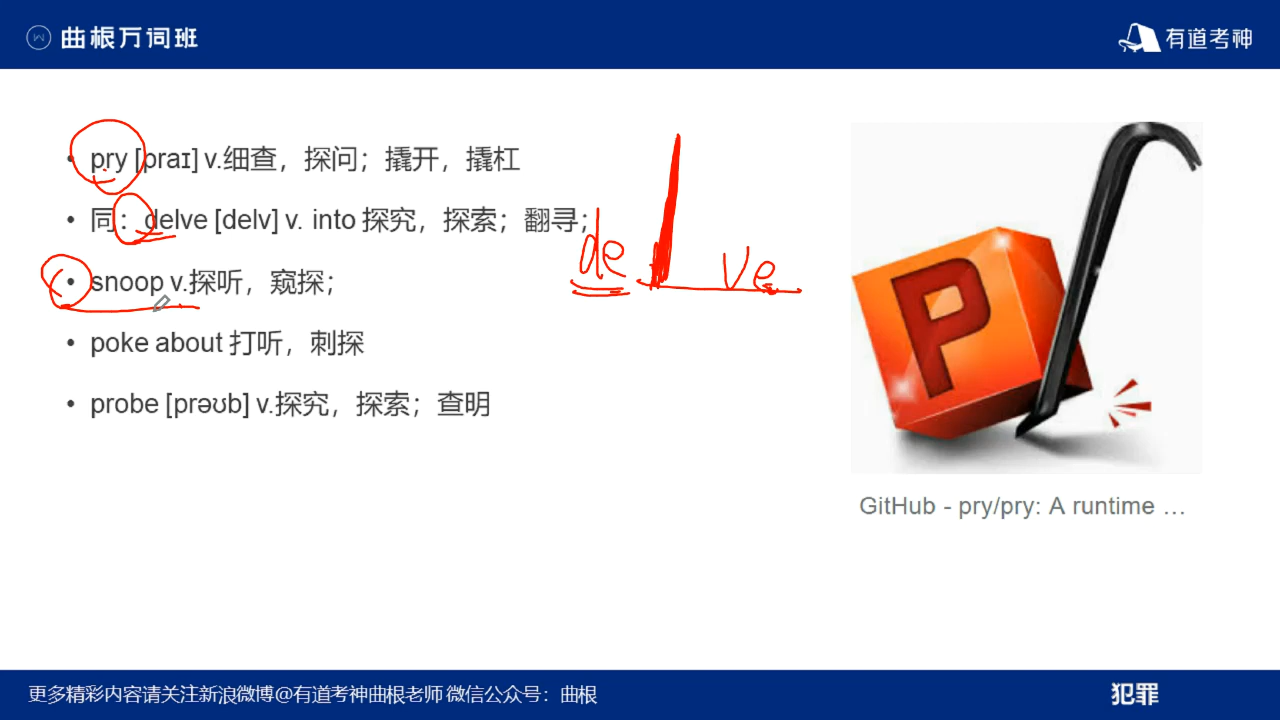 曲根万词班
有道考神
• pry [praɪ] v.细查，探问；撬开，撬杠
• 同：delve [delv] v. into 探究，探索；翻寻；
de l ve
• snoop v.探听，窥探；
• poke about 打听，刺探
• probe [prəʊb] v.探究，探索；查明
P
GitHub - pry/pry: A runtime …
更多精彩内容请关注新浪微博@有道考神曲根老师 微信公众号：曲根
犯罪